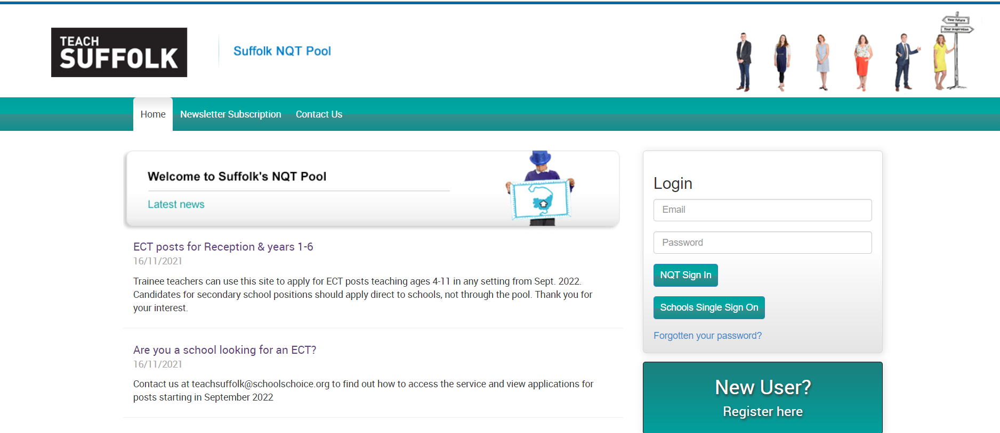 TEACH
SUFFOLK
Suffolk NQT Pool
Your future
Your inspiration
Home
Newsletter Subscription
Contact Us
Welcome to Suffolk's NQT Pool
Latest news
ECT posts for Reception & years 1-6
16/11/2021
Trainee teachers can use this site to apply for ECT posts teaching ages 4-11 in any setting from Sept. 2022.
Candidates for secondary school positions should apply direct to schools, not through the pool. Thank you for
your interest.
Are you a school looking for an ECT?
16/11/2021
Contact us at teachsuffolk@schoolschoice.org to find out how to access the service and view applications for
posts starting in September 2022
Login
Email
Password
NQT Sign In
Schools Single Sign On
Forgotten your password?
New User?
Register here